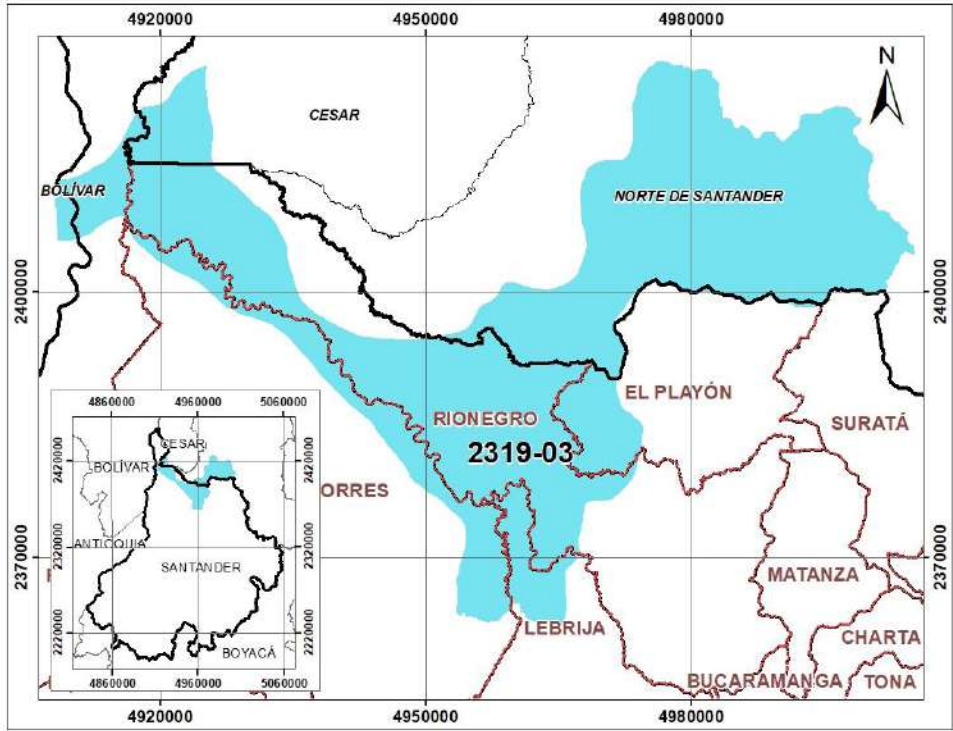 4920000 4950000 4980000
N
CESAR
BOLÍVAR
NORTE DE SANTANDER
2400000 2400000
EL PLAYÓN
RIONEGRO
SURATÁ
2319-03
ORRES
2370000 2370000
MATANZA
LEBRIJA
CHARTA
BUCARAMANGA TONA
4860000 4960000 5060000
CESAR
BOLÍVAR
2420000 2420000
ANTIOQUIA
2320000 2320000
SANTANDER
2220000 2220000
BOYACÁ
4860000 4960000 5060000
4920000 4950000 4980000